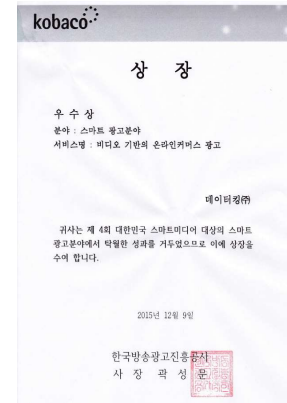 kobaco
상 장
우 수 상
분야 : 스마트 광고분야
서비스명 : 비디오 기반의 온라인커머스 광고
데이터킹㈜
귀사는 제 4회 대한민국 스마트미디어 대상의 스마트
광고분야에서 탁월한 성과를 거두었으므로 이에 상장을
수여 합니다.
2015년 12월 9일
한국방송광고진흥공사
사 장 곽 성 문